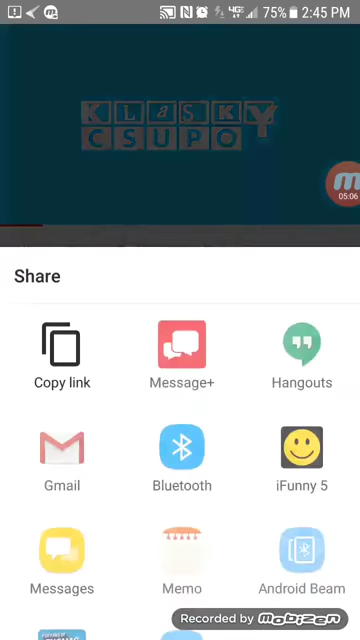 4G 75% 2:45 PM
KLaSKY
CSUPO
05:06
Share
Copy link
Message+
Hangouts
Gmail
Bluetooth
iFunny 5
Messages
Memo
Android Beam
Recorded by mobizen